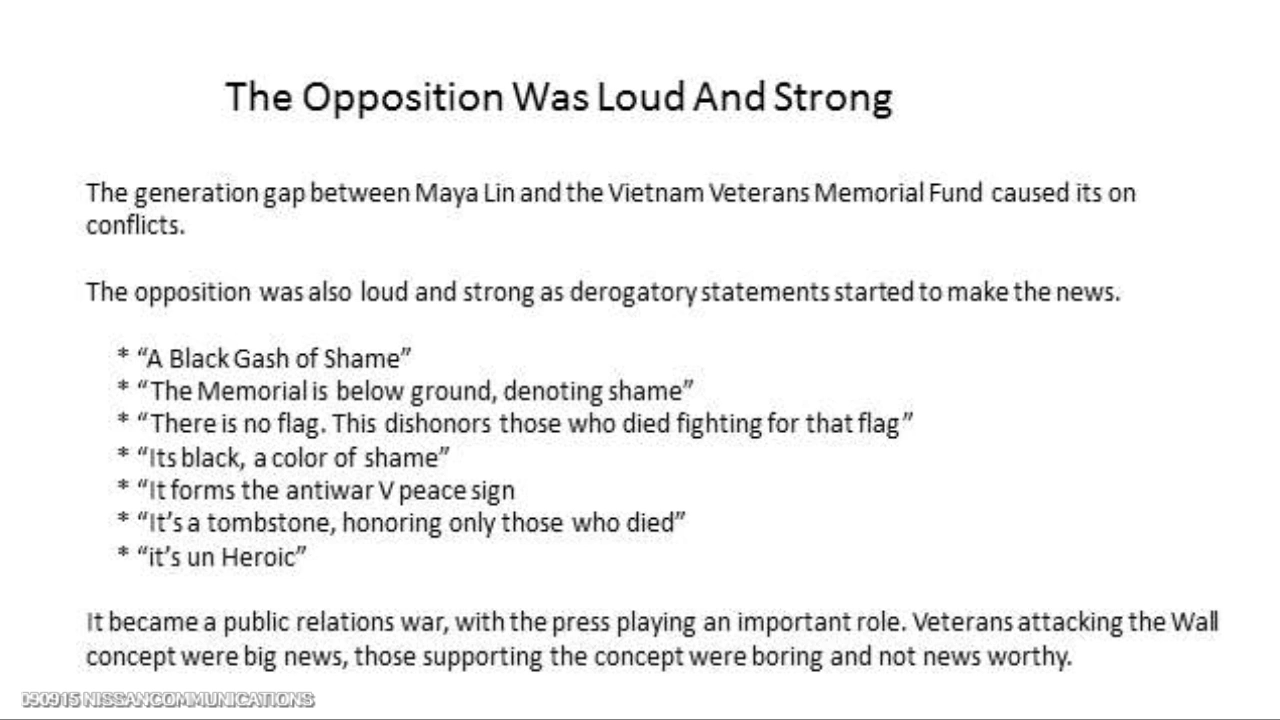 The Opposition Was Loud And Strong
The generation gap between Maya Lin and the Vietnam Veterans Memorial Fund caused its on
conflicts.
The opposition was also loud and strong as derogatory statements started to make the news.
* “A Black Gash of Shame”
* “The Memorial is below ground, denoting shame”
* “There is no flag. This dishonors those who died fighting for that flag”
* “Its black, a color of shame”
* “It forms the antiwar V peace sign
* “It’s a tombstone, honoring only those who died”
* “it’s un Heroic”
It became a public relations war, with the press playing an important role. Veterans attacking the Wall
concept were big news, those supporting the concept were boring and not news worthy.
090915 NISSANCOMMUNICATIONS